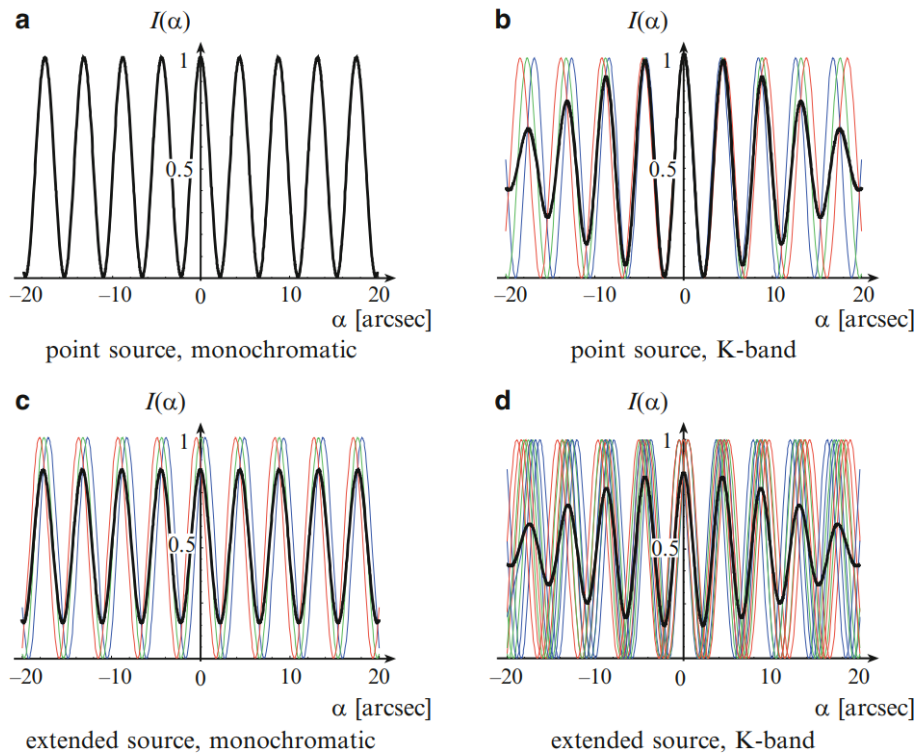 a
I(α)
1
0.5
–20 –10 0 10 20
α [arcsec]
point source, monochromatic
b
I(α)
1
0.5
–20 –10 0 10 20
α [arcsec]
point source, K-band
c
I(α)
1
0.5
–20 –10 0 10 20
α [arcsec]
extended source, monochromatic
d
I(α)
1
0.5
–20 –10 0 10 20
α [arcsec]
extended source, K-band